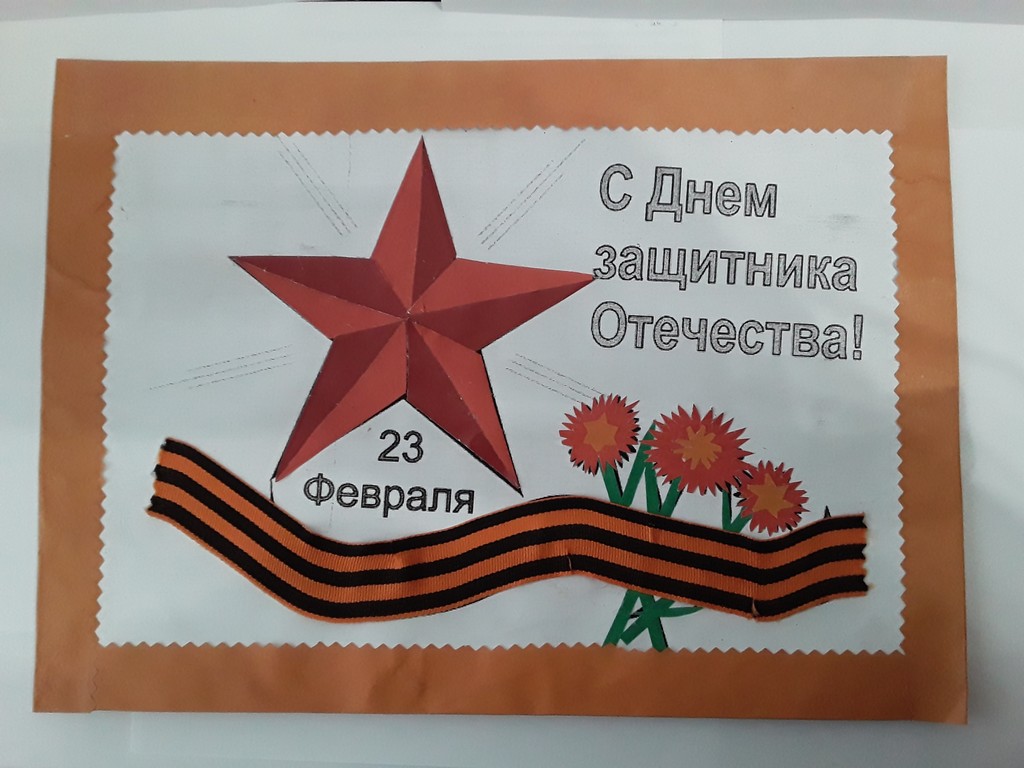 С Днем
защитника
Отечества!
23
Февраля